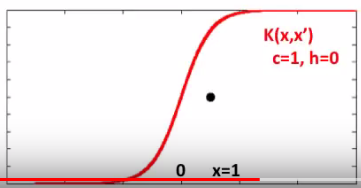 K(x,x’)
c=1, h=0
0 x=1